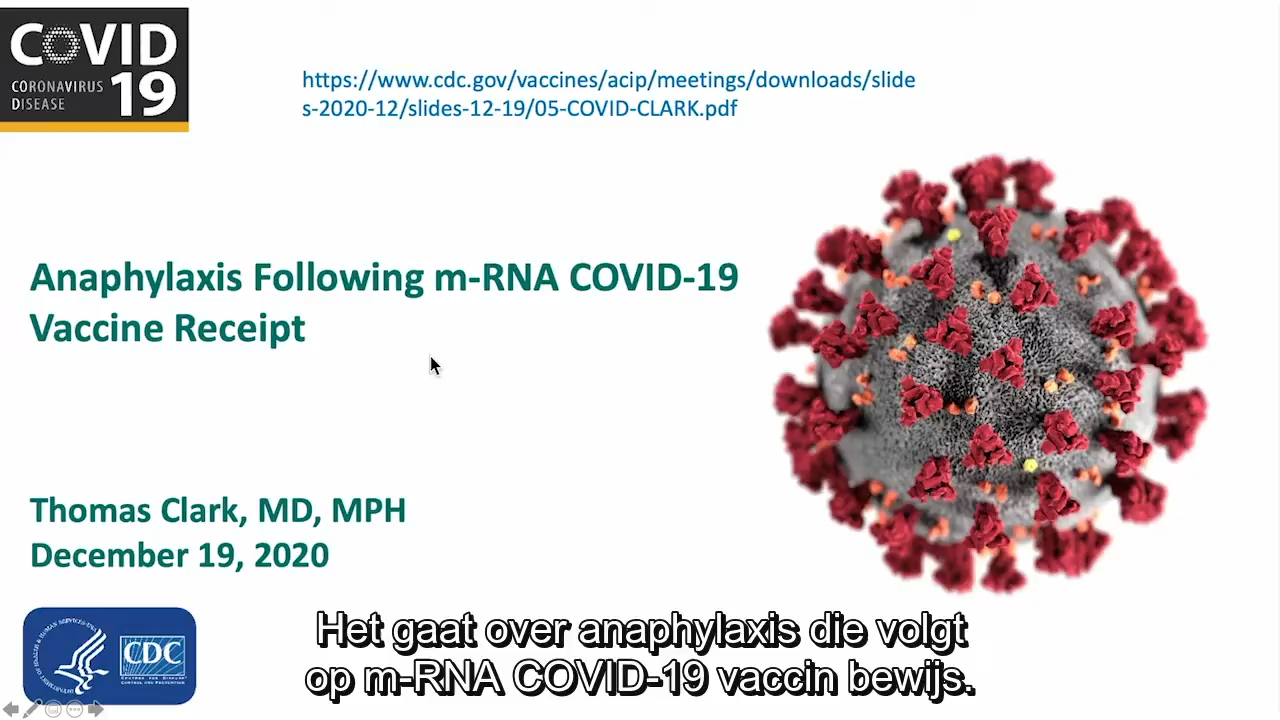 COVID
CORONAVIRUS
DISEASE
19
https://www.cdc.gov/vaccines/acip/meetings/downloads/slide
s-2020-12/slides-12-19/05-COVID-CLARK.pdf
Anaphylaxis Following m-RNA COVID-19
Vaccine Receipt
Thomas Clark, MD, MPH
December 19, 2020
CDC
Het gaat over anaphylaxis die volgt
op m-RNA COVID-19 vaccin bewijs.